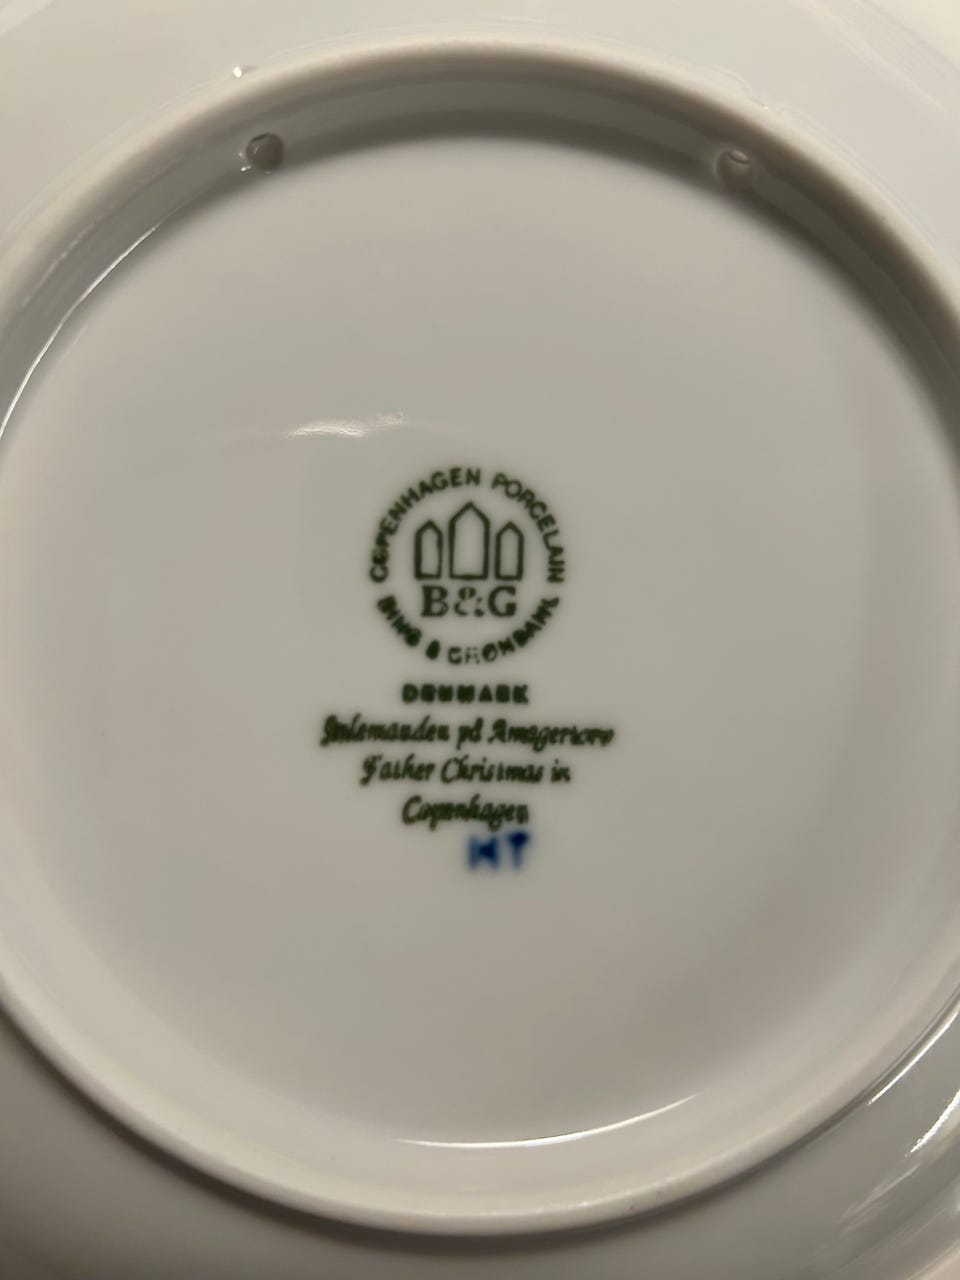 COPENHAGEN PORCELAIN
B&G
BING & GRØNDAHL
DENMARK
Julemanden på Amagertorv
Father Christmas in
Copenhagen